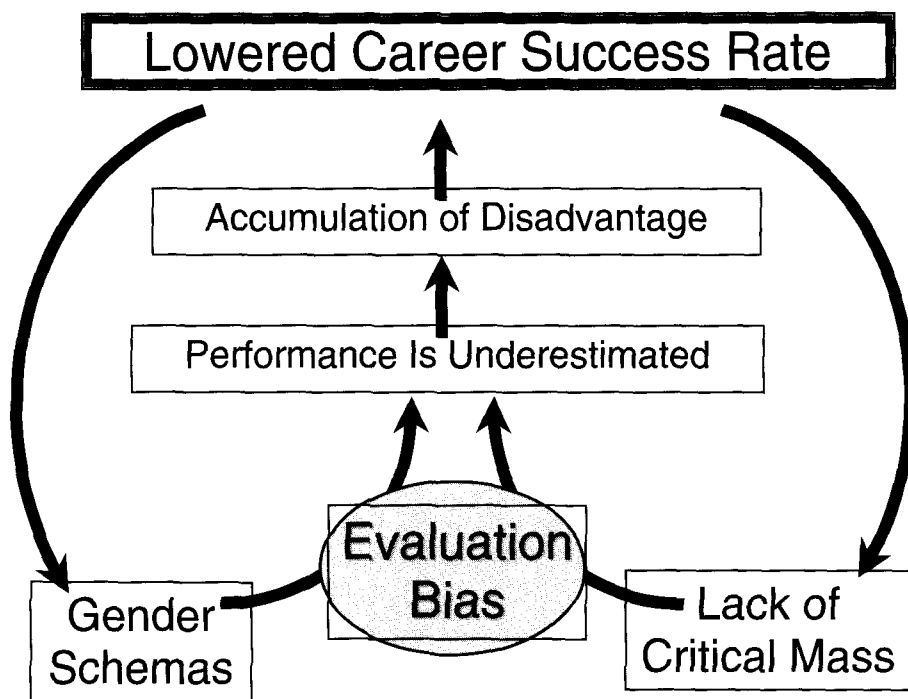 Lowered Career Success Rate
Accumulation of Disadvantage
Performance Is Underestimated
Evaluation
Bias
Gender
Schemas
Lack of
Critical Mass